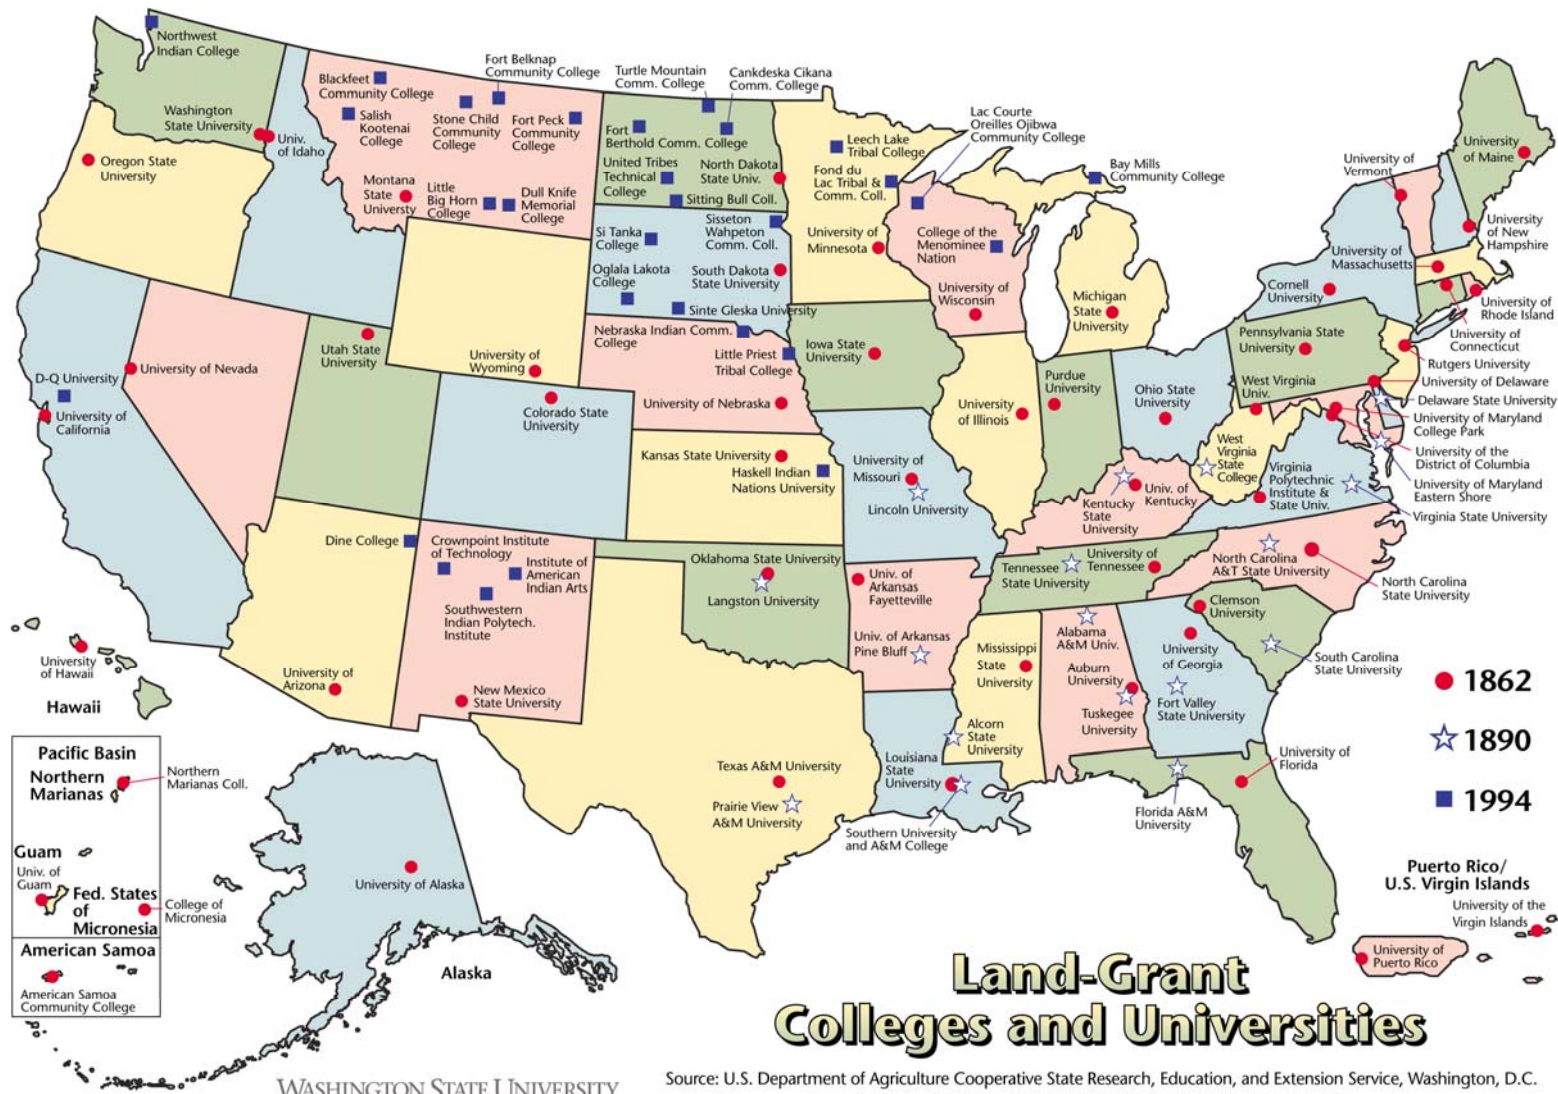 Northwest
Indian College
Washington
State University
Univ.
of Idaho
Oregon State
University
Blackfeet
Community College
Salish
Kootenai
College
Fort Belknap
Community College
Stone Child
Community
College
Fort Peck
Community
College
Montana
State
Universty
Little
Big Horn
College
Dull Knife
Memorial
College
Turtle Mountain
Comm. College
Cankdeska Cikana
Comm. College
Fort
Berthold Comm. College
United Tribes
Technical
College
North Dakota
State Univ.
Sitting Bull Coll.
Si Tanka
College
Sisseton
Wahpeton
Comm. Coll.
Oglala Lakota
College
South Dakota
State University
Sinte Gleska University
Nebraska Indian Comm.
College
Little Priest
Tribal College
University of Nebraska
Leech Lake
Tribal College
Fond du
Lac Tribal &
Comm. Coll.
University of
Minnesota
Lac Courte
Oreilles Ojibwa
Community College
College of the
Menominee
Nation
University of
Wisconsin
Bay Mills
Community College
Michigan
State
University
University of
Vermont
University
of Maine
University
of New
Hampshire
University of
Massachusetts
Cornell
University
University of
Rhode Island
University of
Connecticut
Rutgers University
Pennsylvania State
University
University of Delaware
Delaware State University
University of Maryland
College Park
University of the
District of Columbia
University of Maryland
Eastern Shore
Virginia State University
West Virginia
Univ.
West
Virginia
State
College
Virginia
Polytechnic
Institute &
State Univ.
D-Q University
University of
California
University of Nevada
Utah State
University
University of
Wyoming
Colorado State
University
Iowa State
University
University
of Illinois
Purdue
University
Ohio State
University
Kansas State University
Haskell Indian
Nations University
University of
Missouri
Lincoln University
Kentucky
State
University
Univ. of
Kentucky
Tennessee
State University
University of
Tennessee
North Carolina
A&T State University
North Carolina
State University
Clemson
University
South Carolina
State University
Dine College
University of
Arizona
Crownpoint Institute
of Technology
Institute of
American
Indian Arts
Southwestern
Indian Polytech.
Institute
New Mexico
State University
Oklahoma State University
Langston University
Univ. of
Arkansas
Fayetteville
Univ. of Arkansas
Pine Bluff
Mississippi
State
University
Alcorn
State
University
Alabama
A&M Univ.
Auburn
University
Tuskegee
University
University
of Georgia
Fort Valley
State University
Louisiana
State
University
Southern University
and A&M College
Texas A&M University
Prairie View
A&M University
Florida A&M
University
University of
Florida
University
of Hawaii
Hawaii
Pacific Basin
Northern
Marianas
Northern
Marianas Coll.
Guam
Univ. of
Guam
Fed. States
of
Micronesia
College of
Micronesia
American Samoa
American Samoa
Community College
University of Alaska
Alaska
1862
1890
1994
Puerto Rico/
U.S. Virgin Islands
University of the
Virgin Islands
University of
Puerto Rico
Land-Grant
Colleges and Universities
WASHINGTON STATE UNIVERSITY
Source: U.S. Department of Agriculture Cooperative State Research, Education, and Extension Service, Washington, D.C.